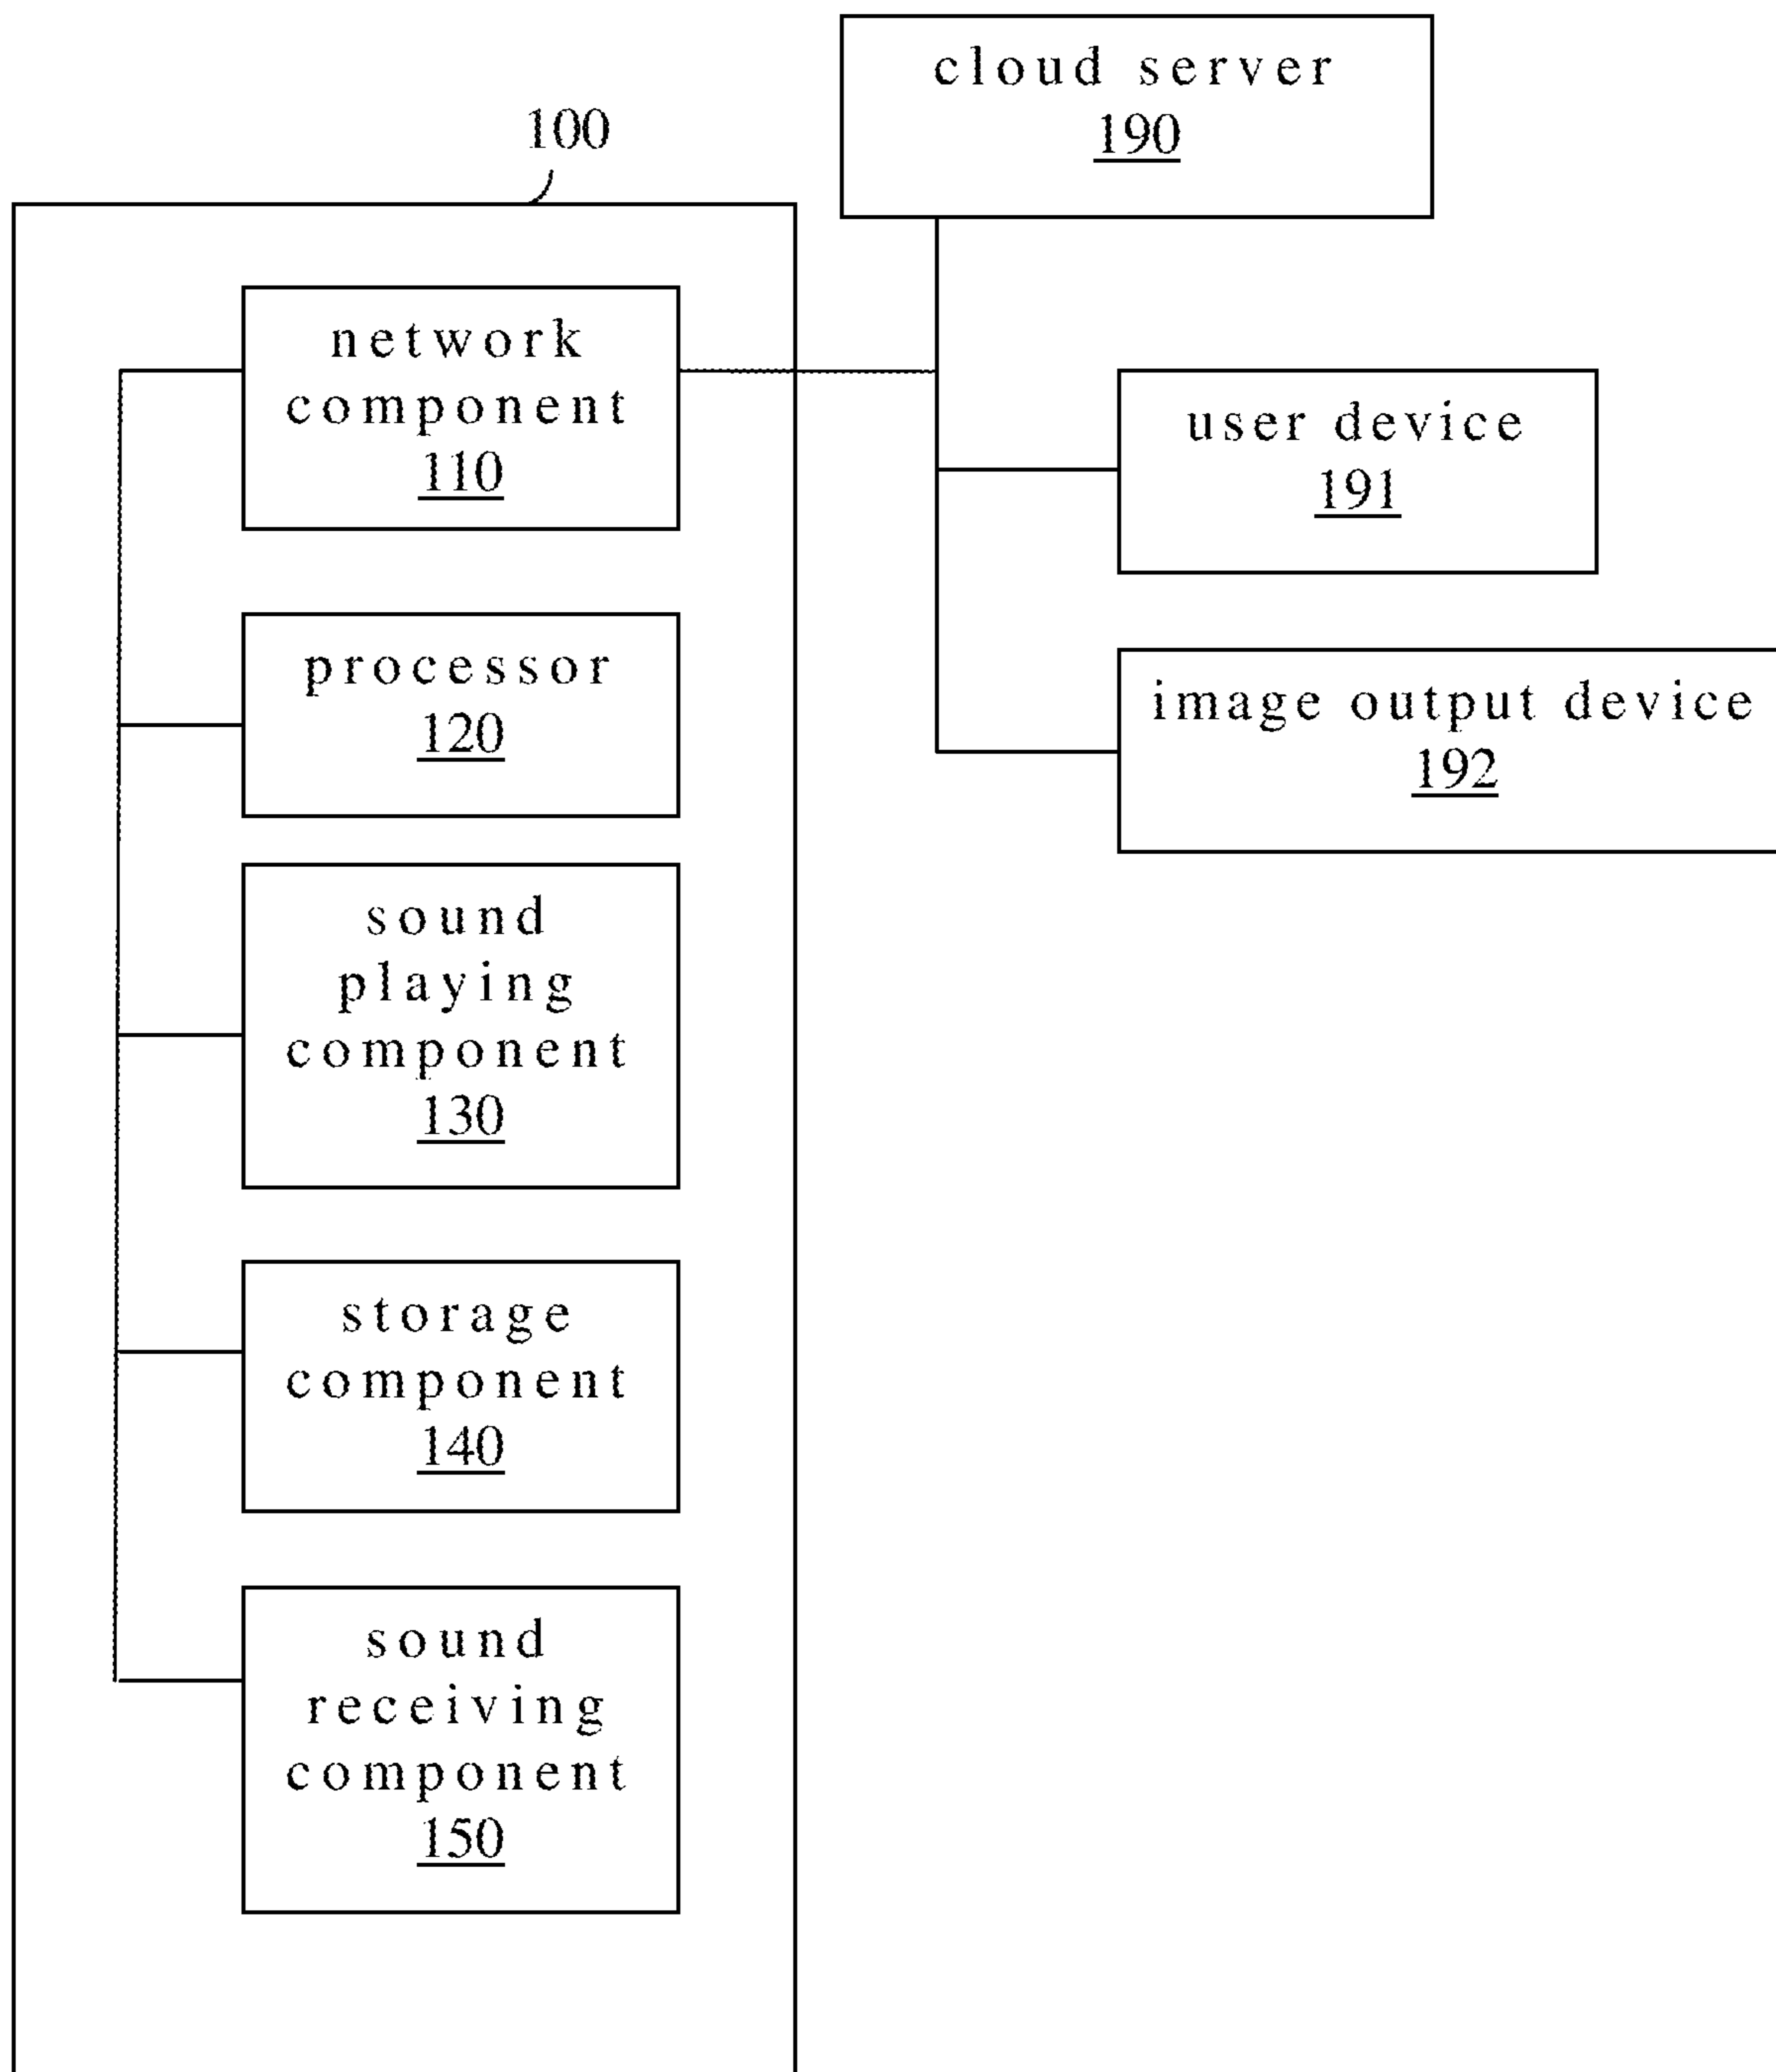 100
network
component
110
processor
120
sound
playing
component
130
storage
component
140
sound
receiving
component
150
cloud server
190
user device
191
image output device
192